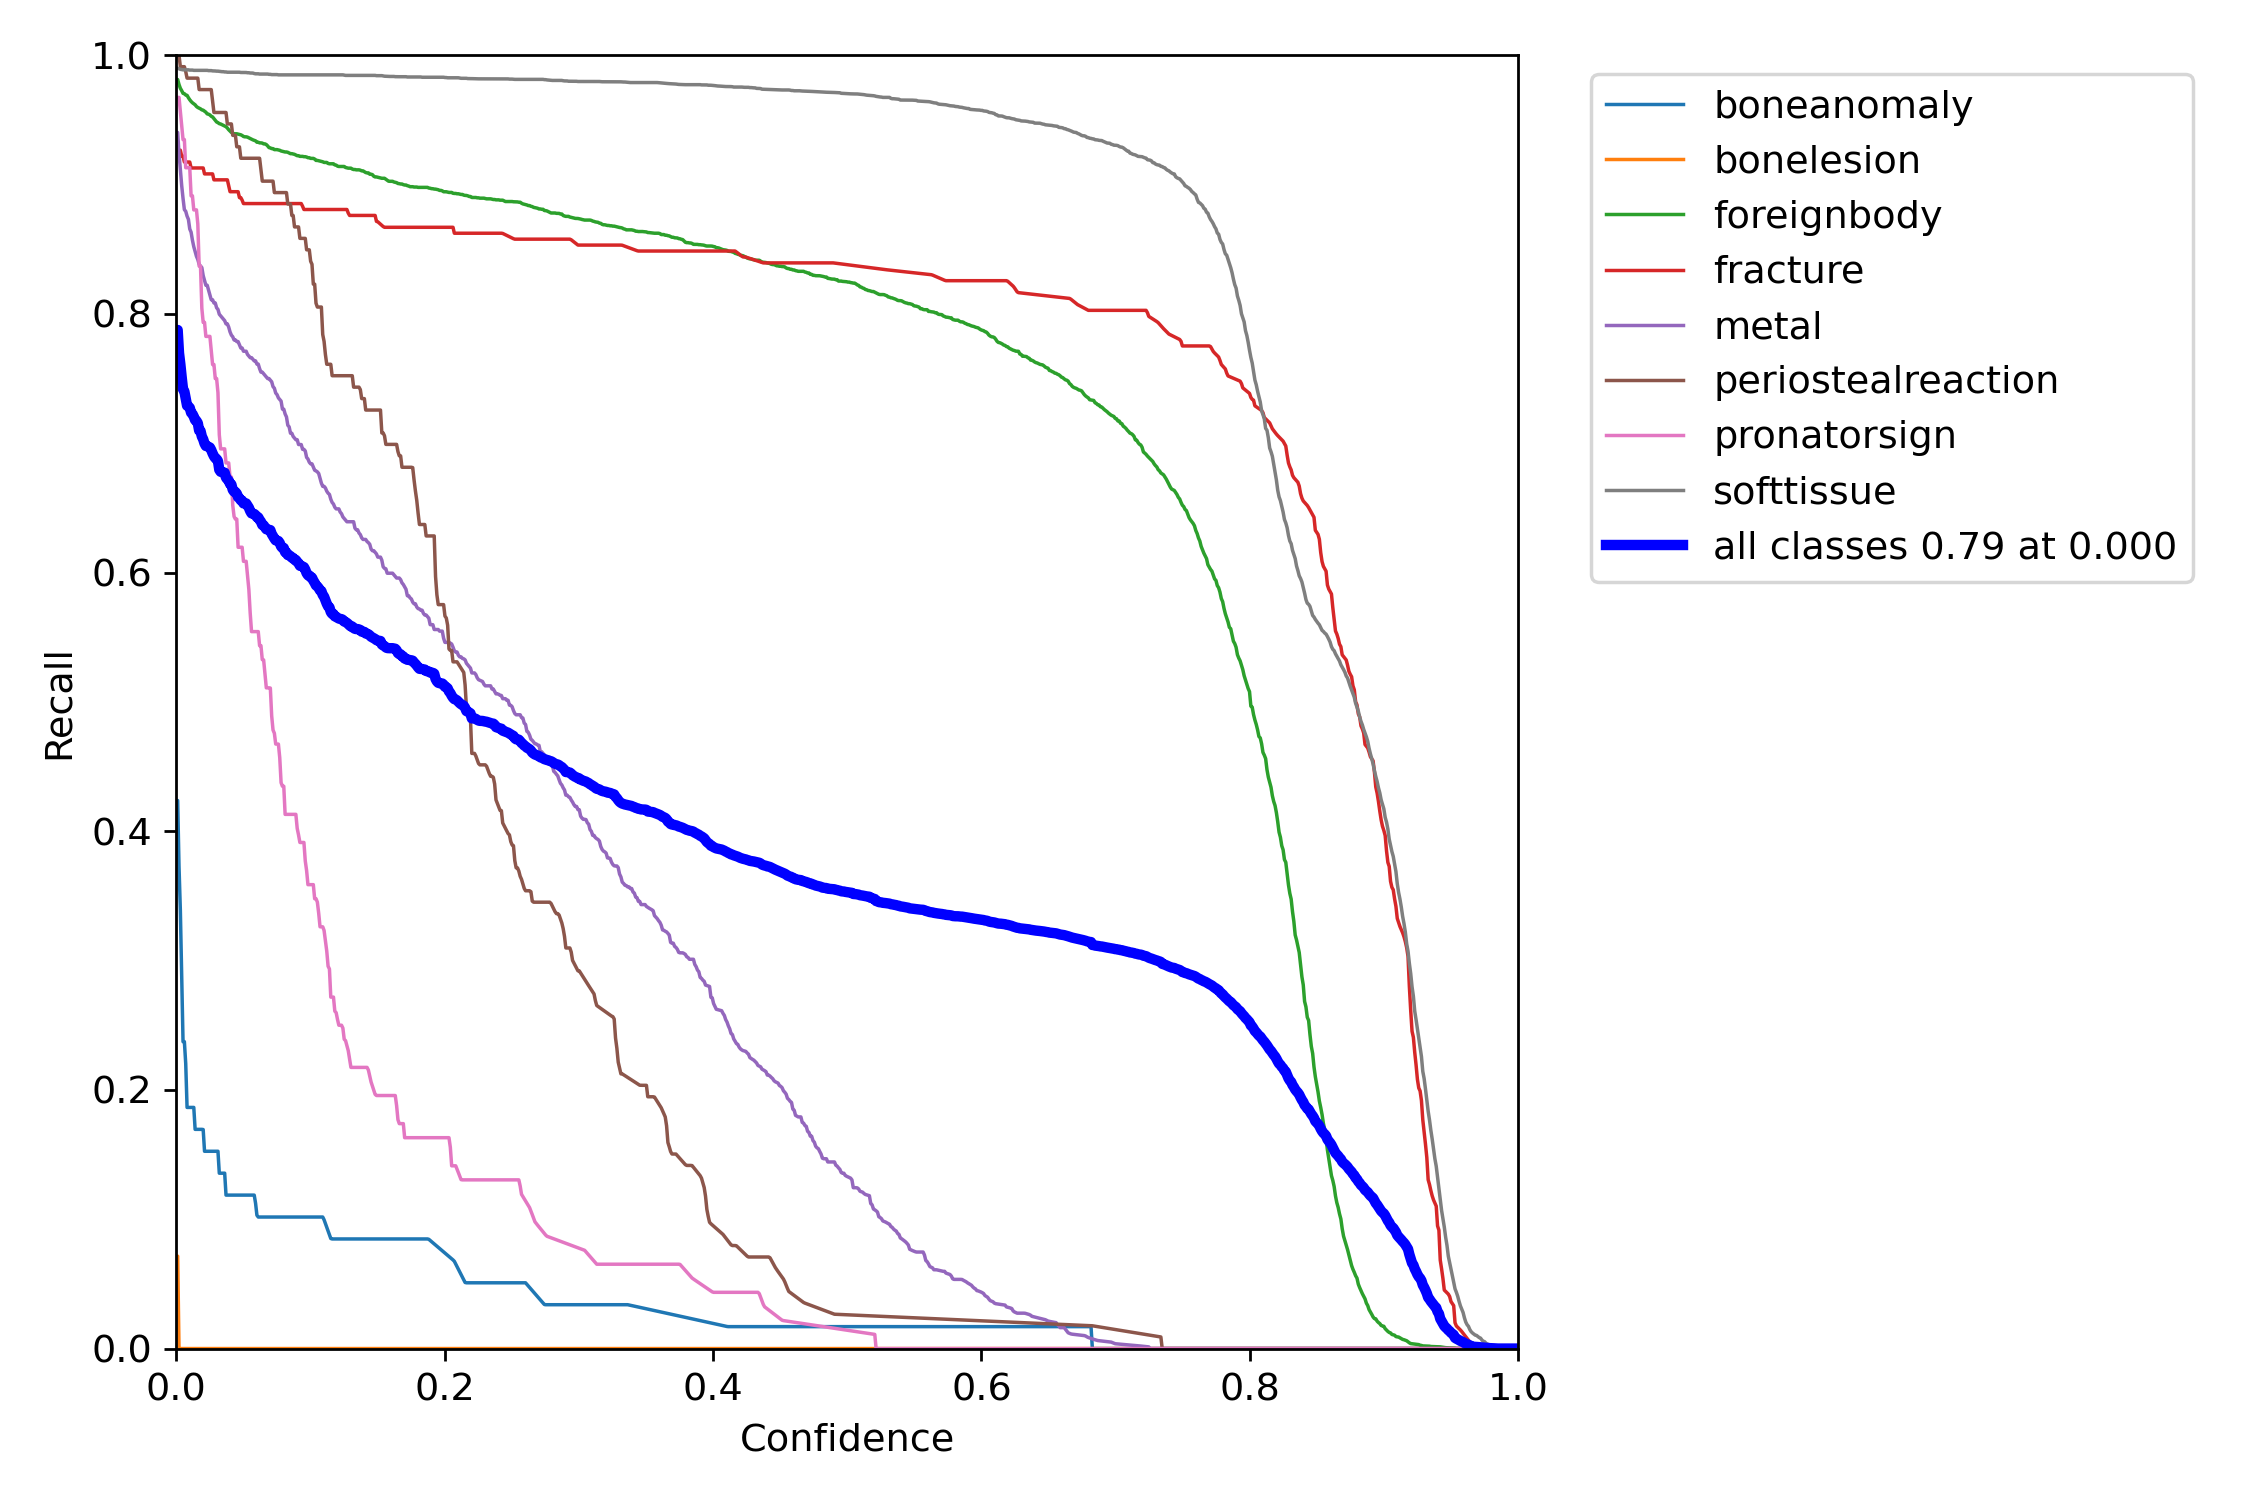 1.0
0.8
0.6
0.4
0.2
0.0
Recall
0.0 0.2 0.4 0.6 0.8 1.0
Confidence
boneanomaly
bonelesion
foreignbody
fracture
metal
periostealreaction
pronatorsign
softtissue
all classes 0.79 at 0.000